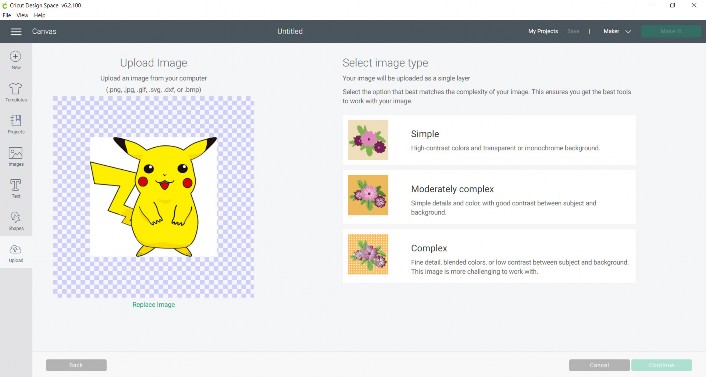 Cricut Design Space v6.2.100
File View Help
Canvas
Untitled
My Projects Save | Maker Make It
New
Templates
Projects
Images
Text
Shapes
Upload
Upload Image
Upload an image from your computer
(.png, .jpg, .gif, .svg, .dxf, or .bmp)
Replace Image
Select image type
Your image will be uploaded as a single layer
Select the option that best matches the complexity of your image. This ensures you get the best tools
to work with your image.
Simple
High-contrast colors and transparent or monochrome background.
Moderately complex
Simple details and color, with good contrast between subject and
background.
Complex
Fine detail, blended colors, or low contrast between subject and background.
This image is more challenging to work with.
Back
Cancel
Continue